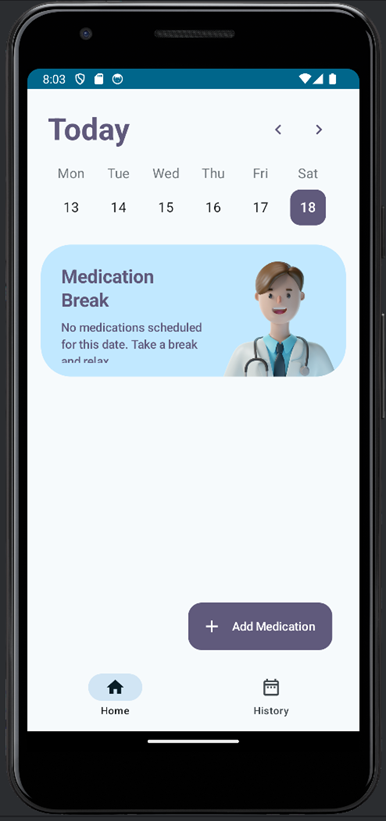 8:03
Today
Mon Tue Wed Thu Fri Sat
13 14 15 16 17 18
Medication
Break
No medications scheduled
for this date. Take a break
and relax
Add Medication
Home History